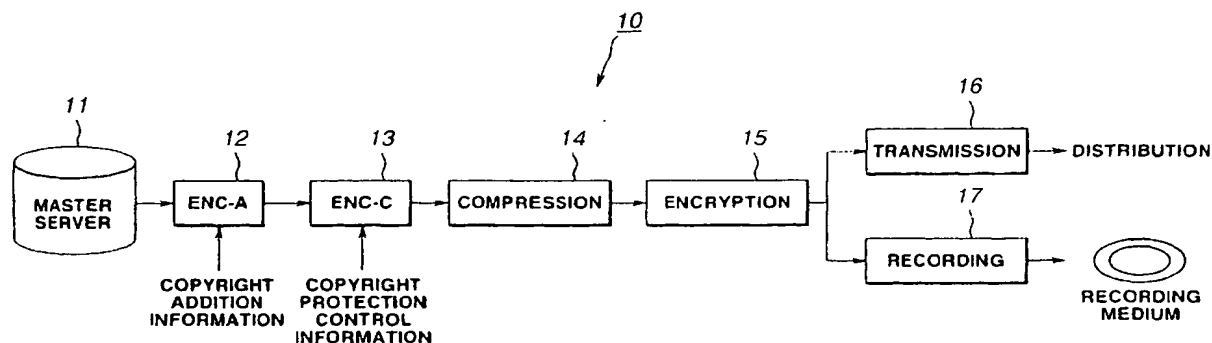 10
11
12
13
14
15
16
17
MASTER
SERVER
ENC-A
ENC-C
COMPRESSION
ENCRYPTION
TRANSMISSION
DISTRIBUTION
RECORDING
RECORDING
MEDIUM
COPYRIGHT
ADDITION
INFORMATION
COPYRIGHT
PROTECTION
CONTROL
INFORMATION